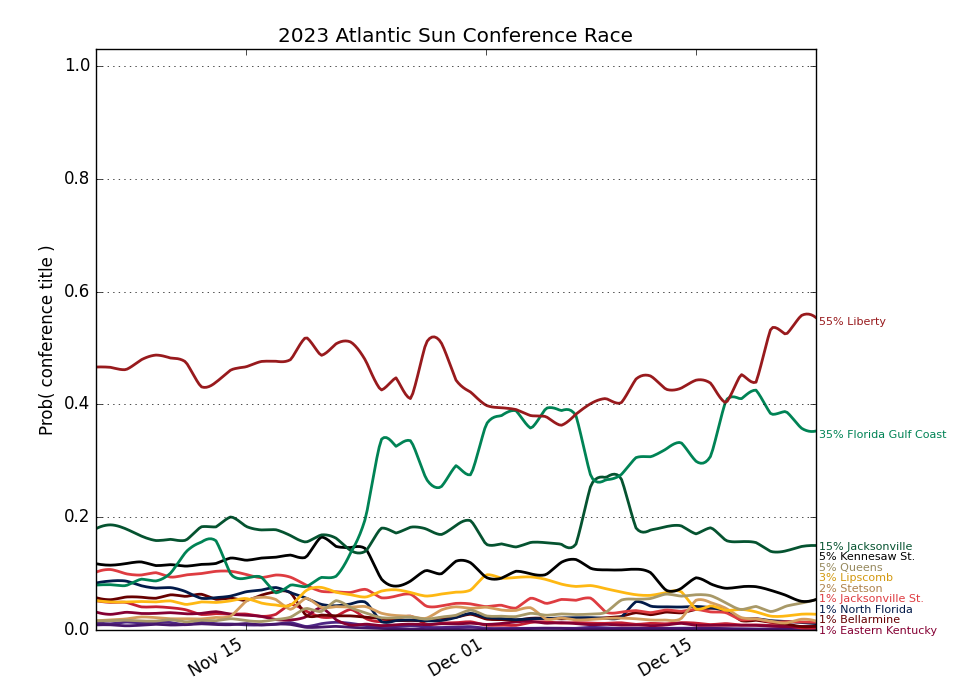 2023 Atlantic Sun Conference Race
Prob( conference title )
1.0
0.8
0.6
0.4
0.2
0.0
Nov 15
Dec 01
Dec 15
55% Liberty
35% Florida Gulf Coast
15% Jacksonville
5% Kennesaw St.
5% Queens
3% Lipscomb
2% Stetson
1% Jacksonville St.
1% North Florida
1% Bellarmine
1% Eastern Kentucky